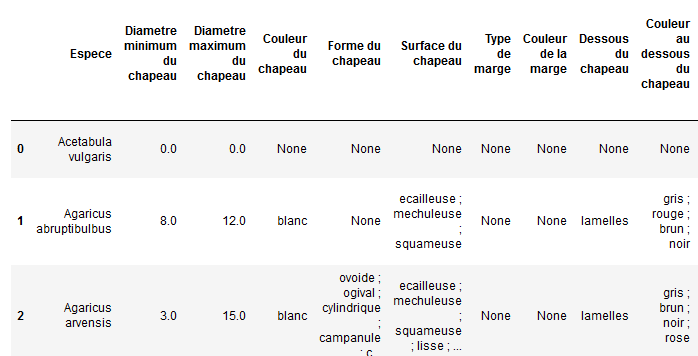 Espece Diametre minimum du chapeau Diametre maximum du chapeau Couleur du chapeau Forme du chapeau Surface du chapeau Type de marge Couleur de la marge Dessous du chapeau Couleur au dessous du chapeau
0 Acetabula vulgaris 0.0 0.0 None None None None None None None
1 Agaricus abruptibulbus 8.0 12.0 blanc None ecailleuse ; mechuleuse ; squameuse None None lamelles gris ; rouge ; brun ; noir
2 Agaricus arvensis 3.0 15.0 blanc ovoide ; ogival ; cylindrique ; campanule ; c... ecailleuse ; mechuleuse ; squameuse ; lisse ; ... None None lamelles gris ; brun ; noir ; rose